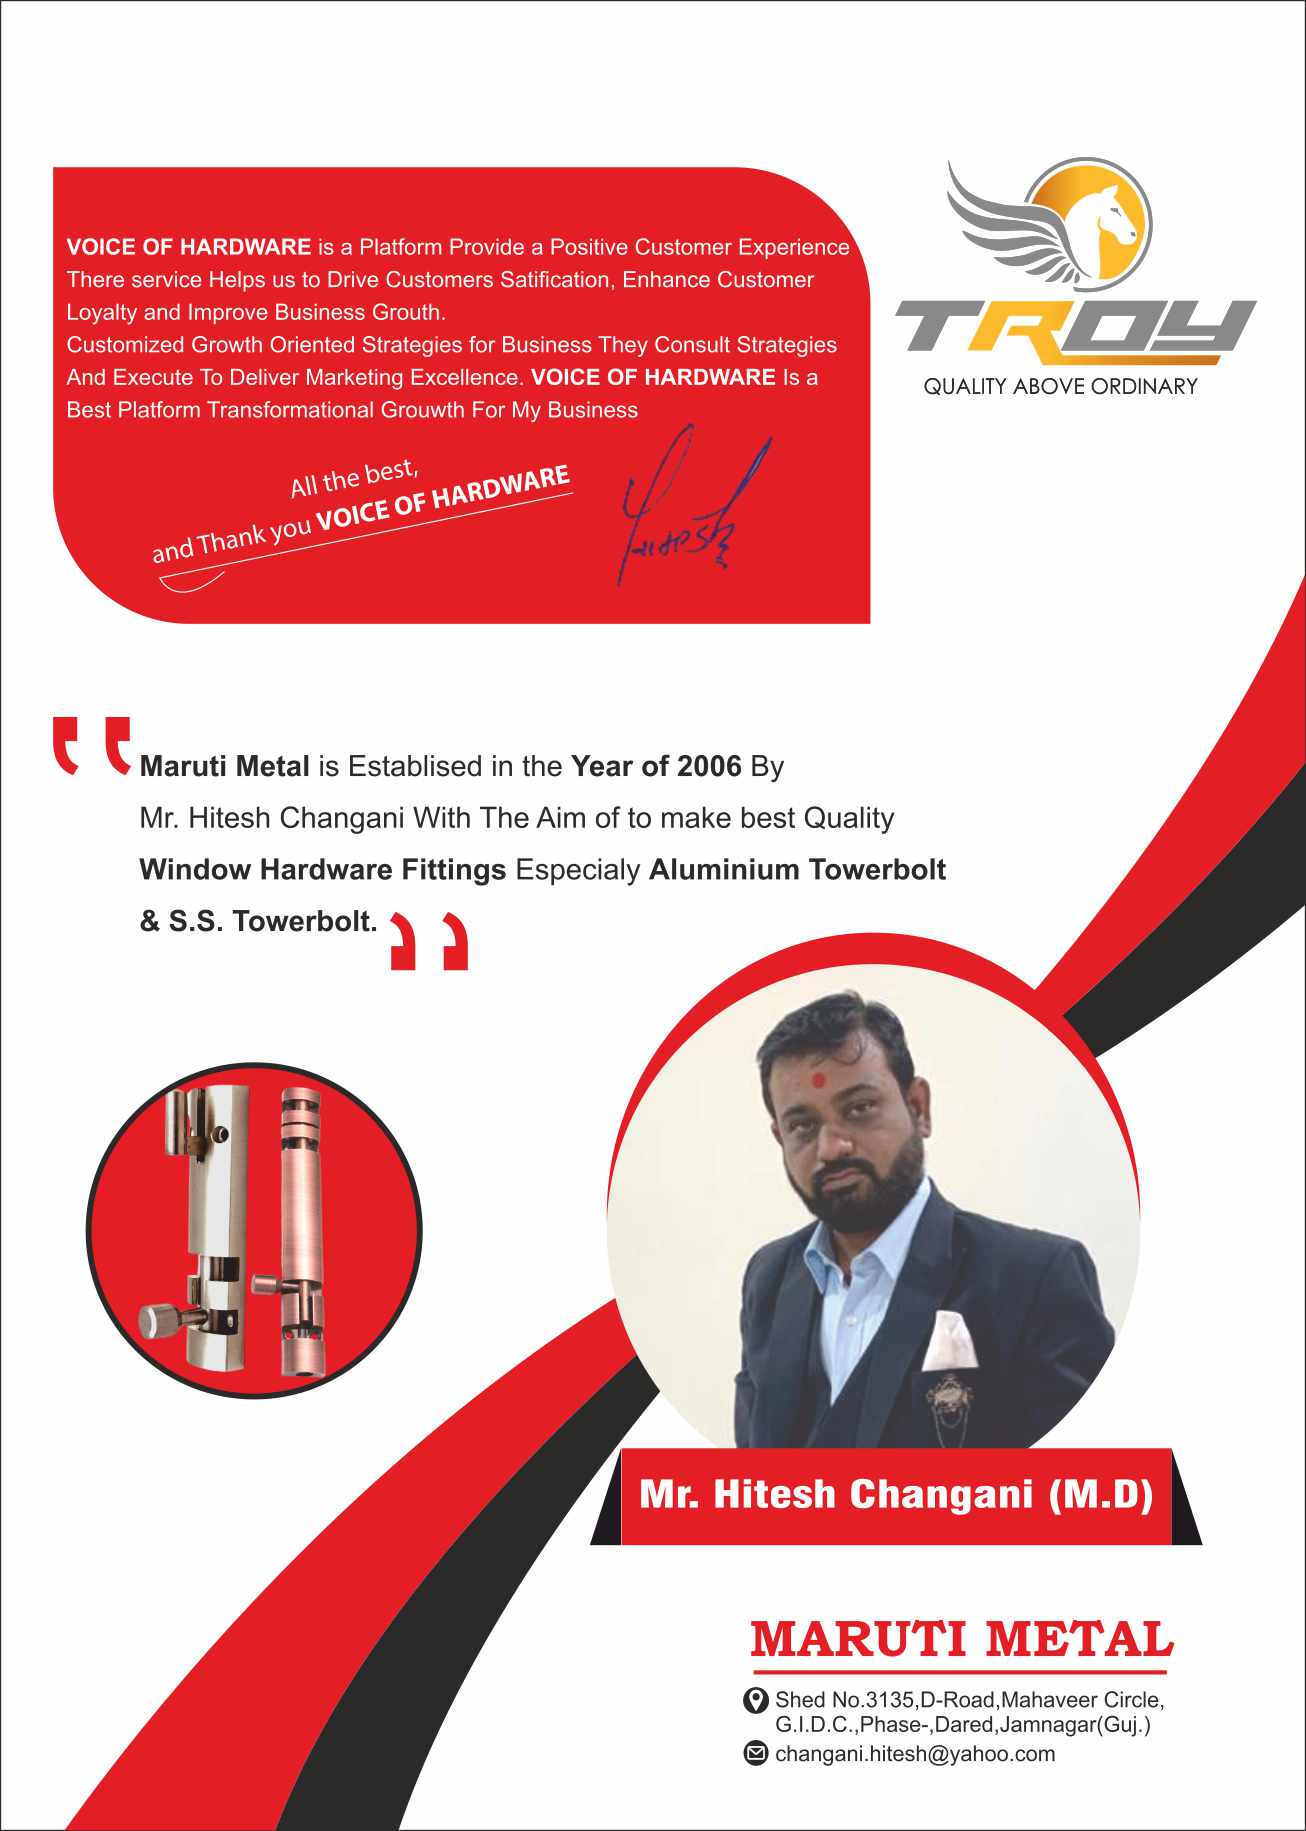 VOICE OF HARDWARE is a Platform Provide a Positive Customer Experience
There service Helps us to Drive Customers Satification, Enhance Customer
Loyalty and Improve Business Grouth.
Customized Growth Oriented Strategies for Business They Consult Strategies
And Execute To Deliver Marketing Excellence. VOICE OF HARDWARE Is a
Best Platform Transformational Grouwth For My Business
All the best,
and Thank you VOICE OF HARDWARE
TROY
QUALITY ABOVE ORDINARY
Maruti Metal is Establised in the Year of 2006 By
Mr. Hitesh Changani With The Aim of to make best Quality
Window Hardware Fittings Especialy Aluminium Towerbolt
& S.S. Towerbolt.
Mr. Hitesh Changani (M.D)
MARUTI METAL
Shed No.3135,D-Road,Mahaveer Circle,
G.I.D.C.,Phase-,Dared,Jamnagar(Guj.)
changani.hitesh@yahoo.com